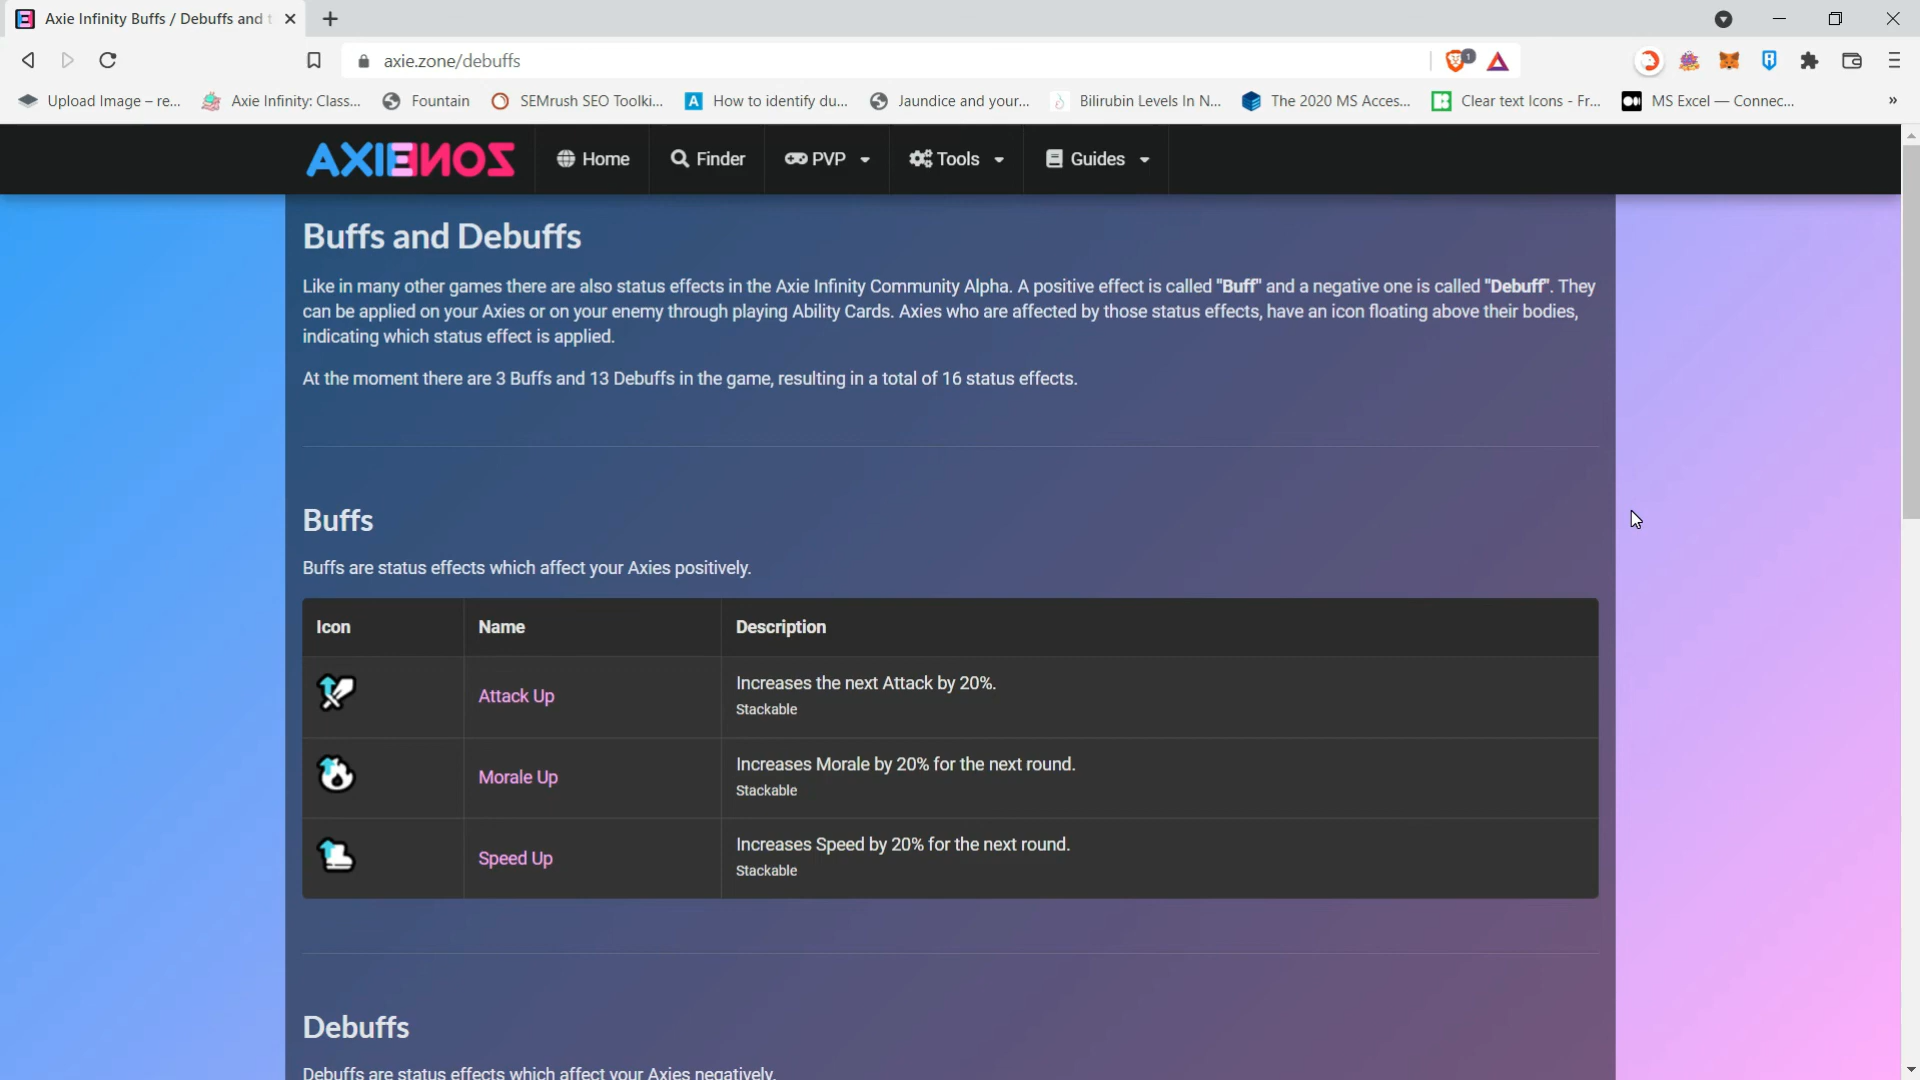 Axie Infinity Buffs / Debuffs and t
axie.zone/debuffs
1
Upload Image – re...
Axie Infinity: Class...
Fountain
SEMrush SEO Toolki...
A
How to identify du...
Jaundice and your...
Bilirubin Levels In N...
The 2020 MS Acces...
Clear text Icons - Fr...
MS Excel — Connec...
»
AXIE ZONE
Home
Finder
PVP
Tools
Guides
Buffs and Debuffs
Like in many other games there are also status effects in the Axie Infinity Community Alpha. A positive effect is called "Buff" and a negative one is called "Debuff". They
can be applied on your Axies or on your enemy through playing Ability Cards. Axies who are affected by those status effects, have an icon floating above their bodies,
indicating which status effect is applied.
At the moment there are 3 Buffs and 13 Debuffs in the game, resulting in a total of 16 status effects.
Buffs
Buffs are status effects which affect your Axies positively.
Icon Name Description
Attack Up
Increases the next Attack by 20%.
Stackable
Morale Up
Increases Morale by 20% for the next round.
Stackable
Speed Up
Increases Speed by 20% for the next round.
Stackable
Debuffs
Debuffs are status effects which affect your Axies negatively.